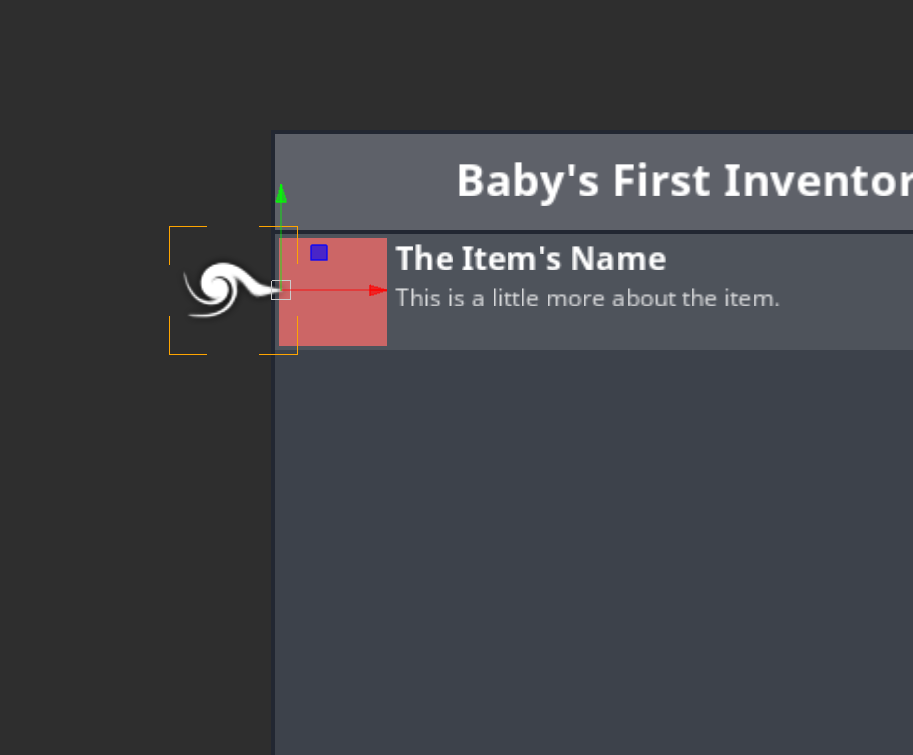 Baby's First Inventor
The Item's Name
This is a little more about the item.